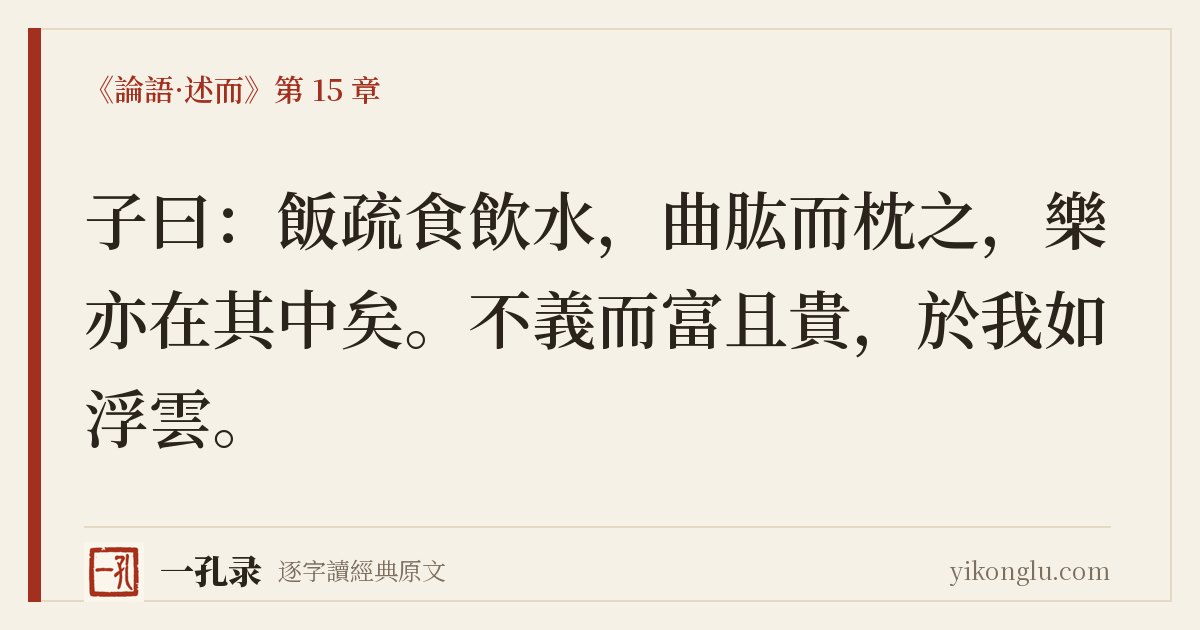 《論語·述而》第 15 章
子曰：飯疏食飲水，曲肱而枕之，樂
亦在其中矣。不義而富且貴，於我如
浮雲。
一孔
一孔录 逐字讀經典原文
yikonglu.com